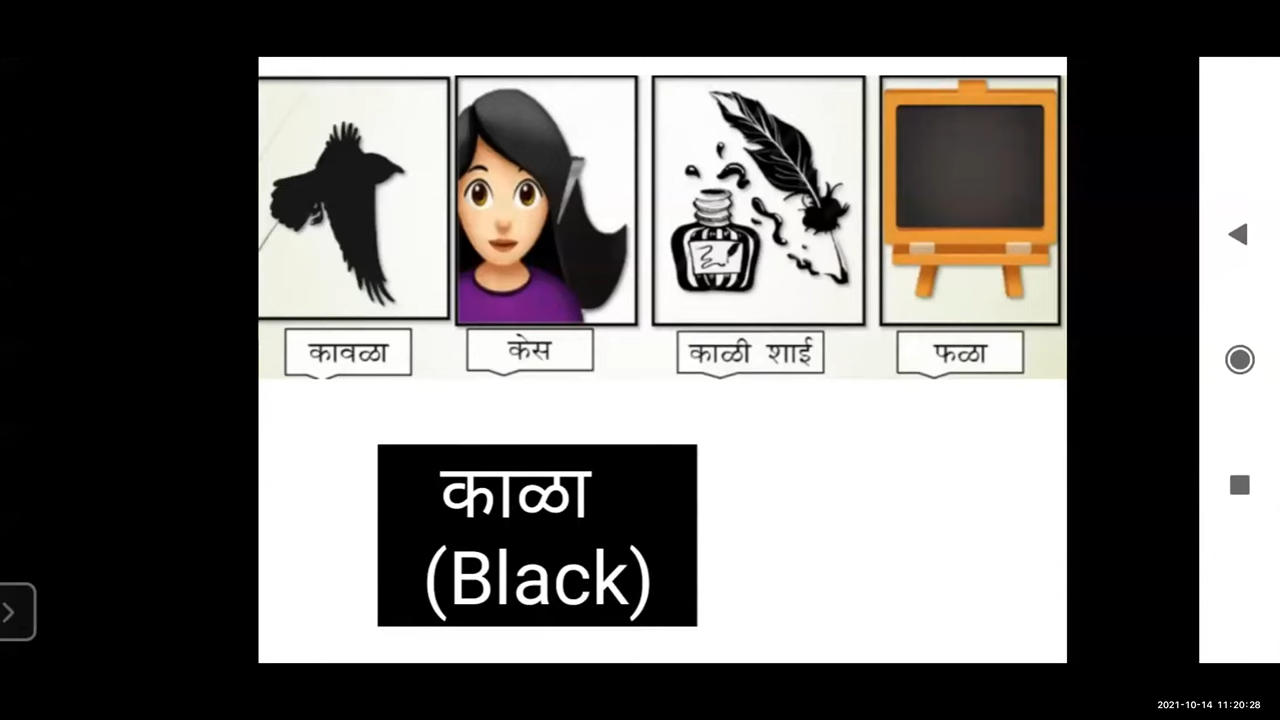 कावळा
केस
काळी शाई
फळा
काळा
(Black)
2021-10-14 11:20:28